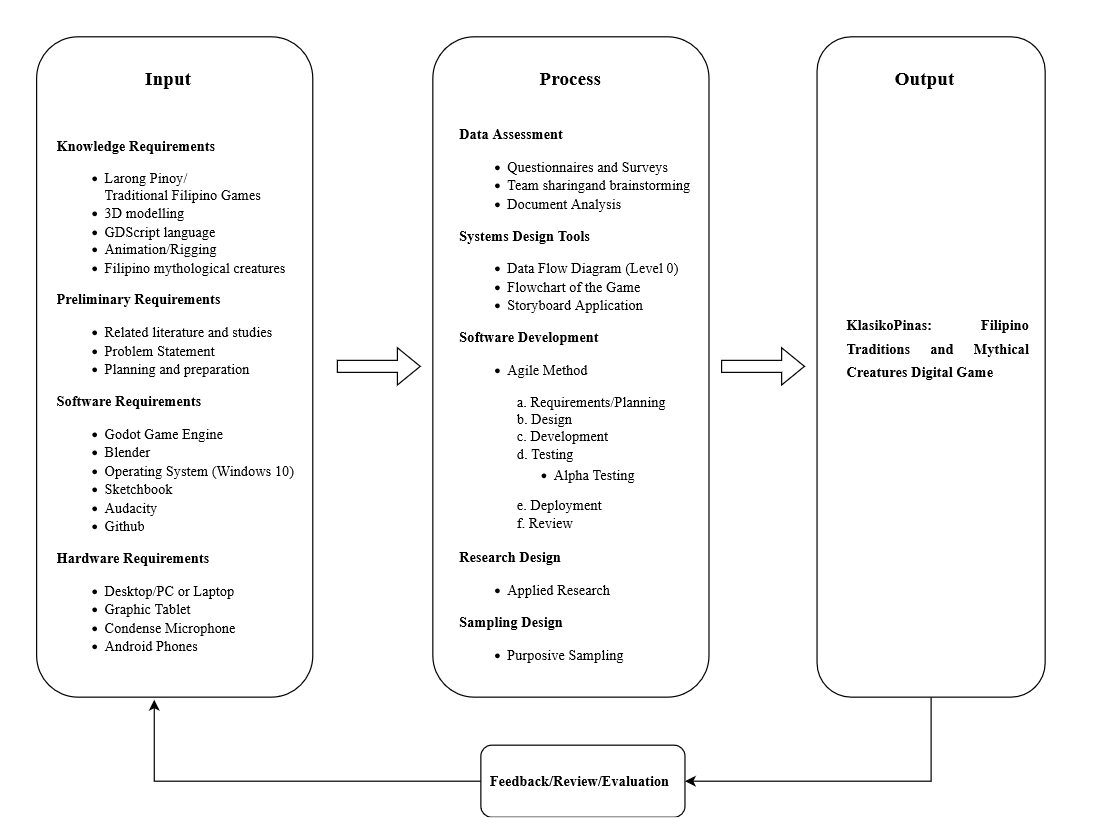 Input
Knowledge Requirements
• Larong Pinoy/
Traditional Filipino Games
• 3D modelling
• GDScript language
• Animation/Rigging
• Filipino mythological creatures
Preliminary Requirements
• Related literature and studies
• Problem Statement
• Planning and preparation
Software Requirements
• Godot Game Engine
• Blender
• Operating System (Windows 10)
• Sketchbook
• Audacity
• Github
Hardware Requirements
• Desktop/PC or Laptop
• Graphic Tablet
• Condense Microphone
• Android Phones
Process
Data Assessment
• Questionnaires and Surveys
• Team sharingand brainstorming
• Document Analysis
Systems Design Tools
• Data Flow Diagram (Level 0)
• Flowchart of the Game
• Storyboard Application
Software Development
• Agile Method
a. Requirements/Planning
b. Design
c. Development
d. Testing
• Alpha Testing
e. Deployment
f. Review
Research Design
• Applied Research
Sampling Design
• Purposive Sampling
Output
KlasikoPinas: Filipino
Traditions and Mythical
Creatures Digital Game
Feedback/Review/Evaluation